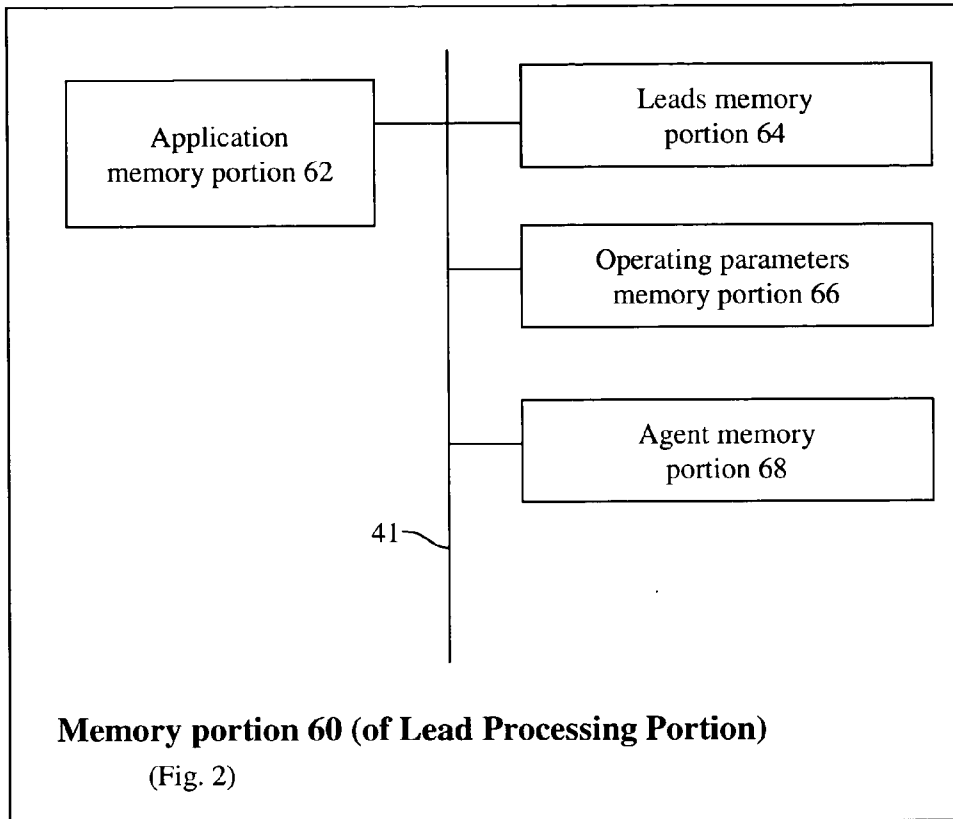 Application
memory portion 62
Leads memory
portion 64
Operating parameters
memory portion 66
Agent memory
portion 68
41
Memory portion 60 (of Lead Processing Portion)
(Fig. 2)